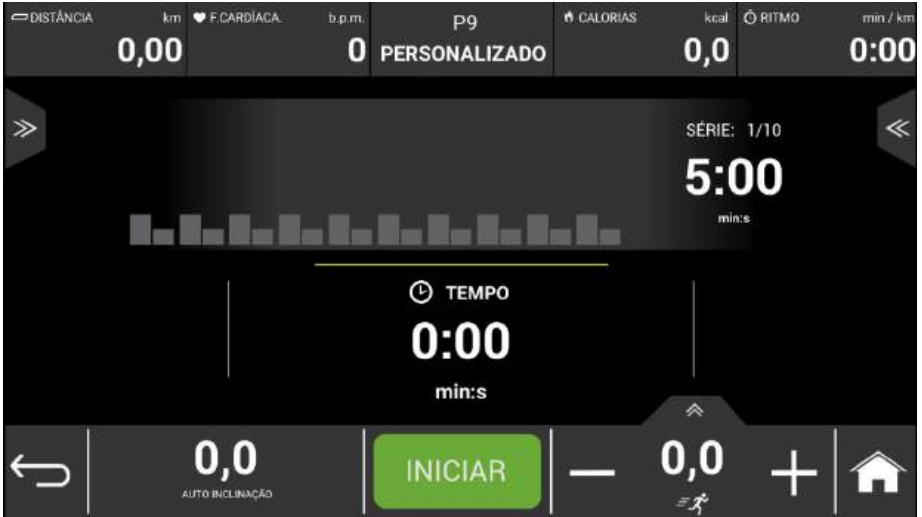 DISTÂNCIA km
0,00
F.CARDÍACA. b.p.m.
0
P9
PERSONALIZADO
CALORIAS kcal
0,0
RITMO min / km
0:00
SÉRIE: 1/10
5:00
min:s
TEMPO
0:00
min:s
0,0
AUTO INCLINAÇÃO
INICIAR
0,0